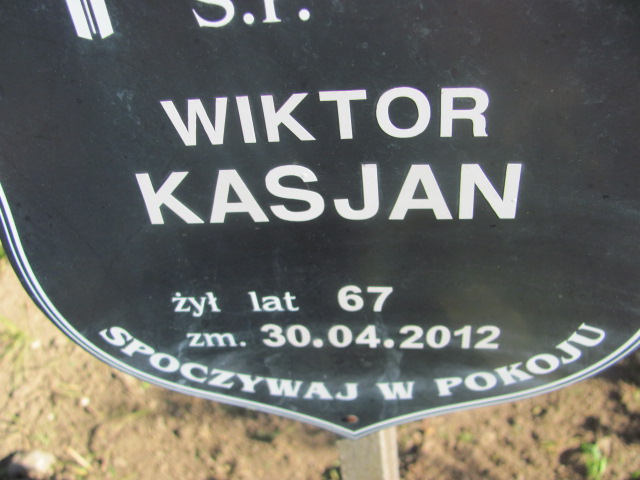 Ś.P.
WIKTOR
KASJAN
żył lat 67
zm. 30.04.2012
SPOCZYWAJ W POKOJU